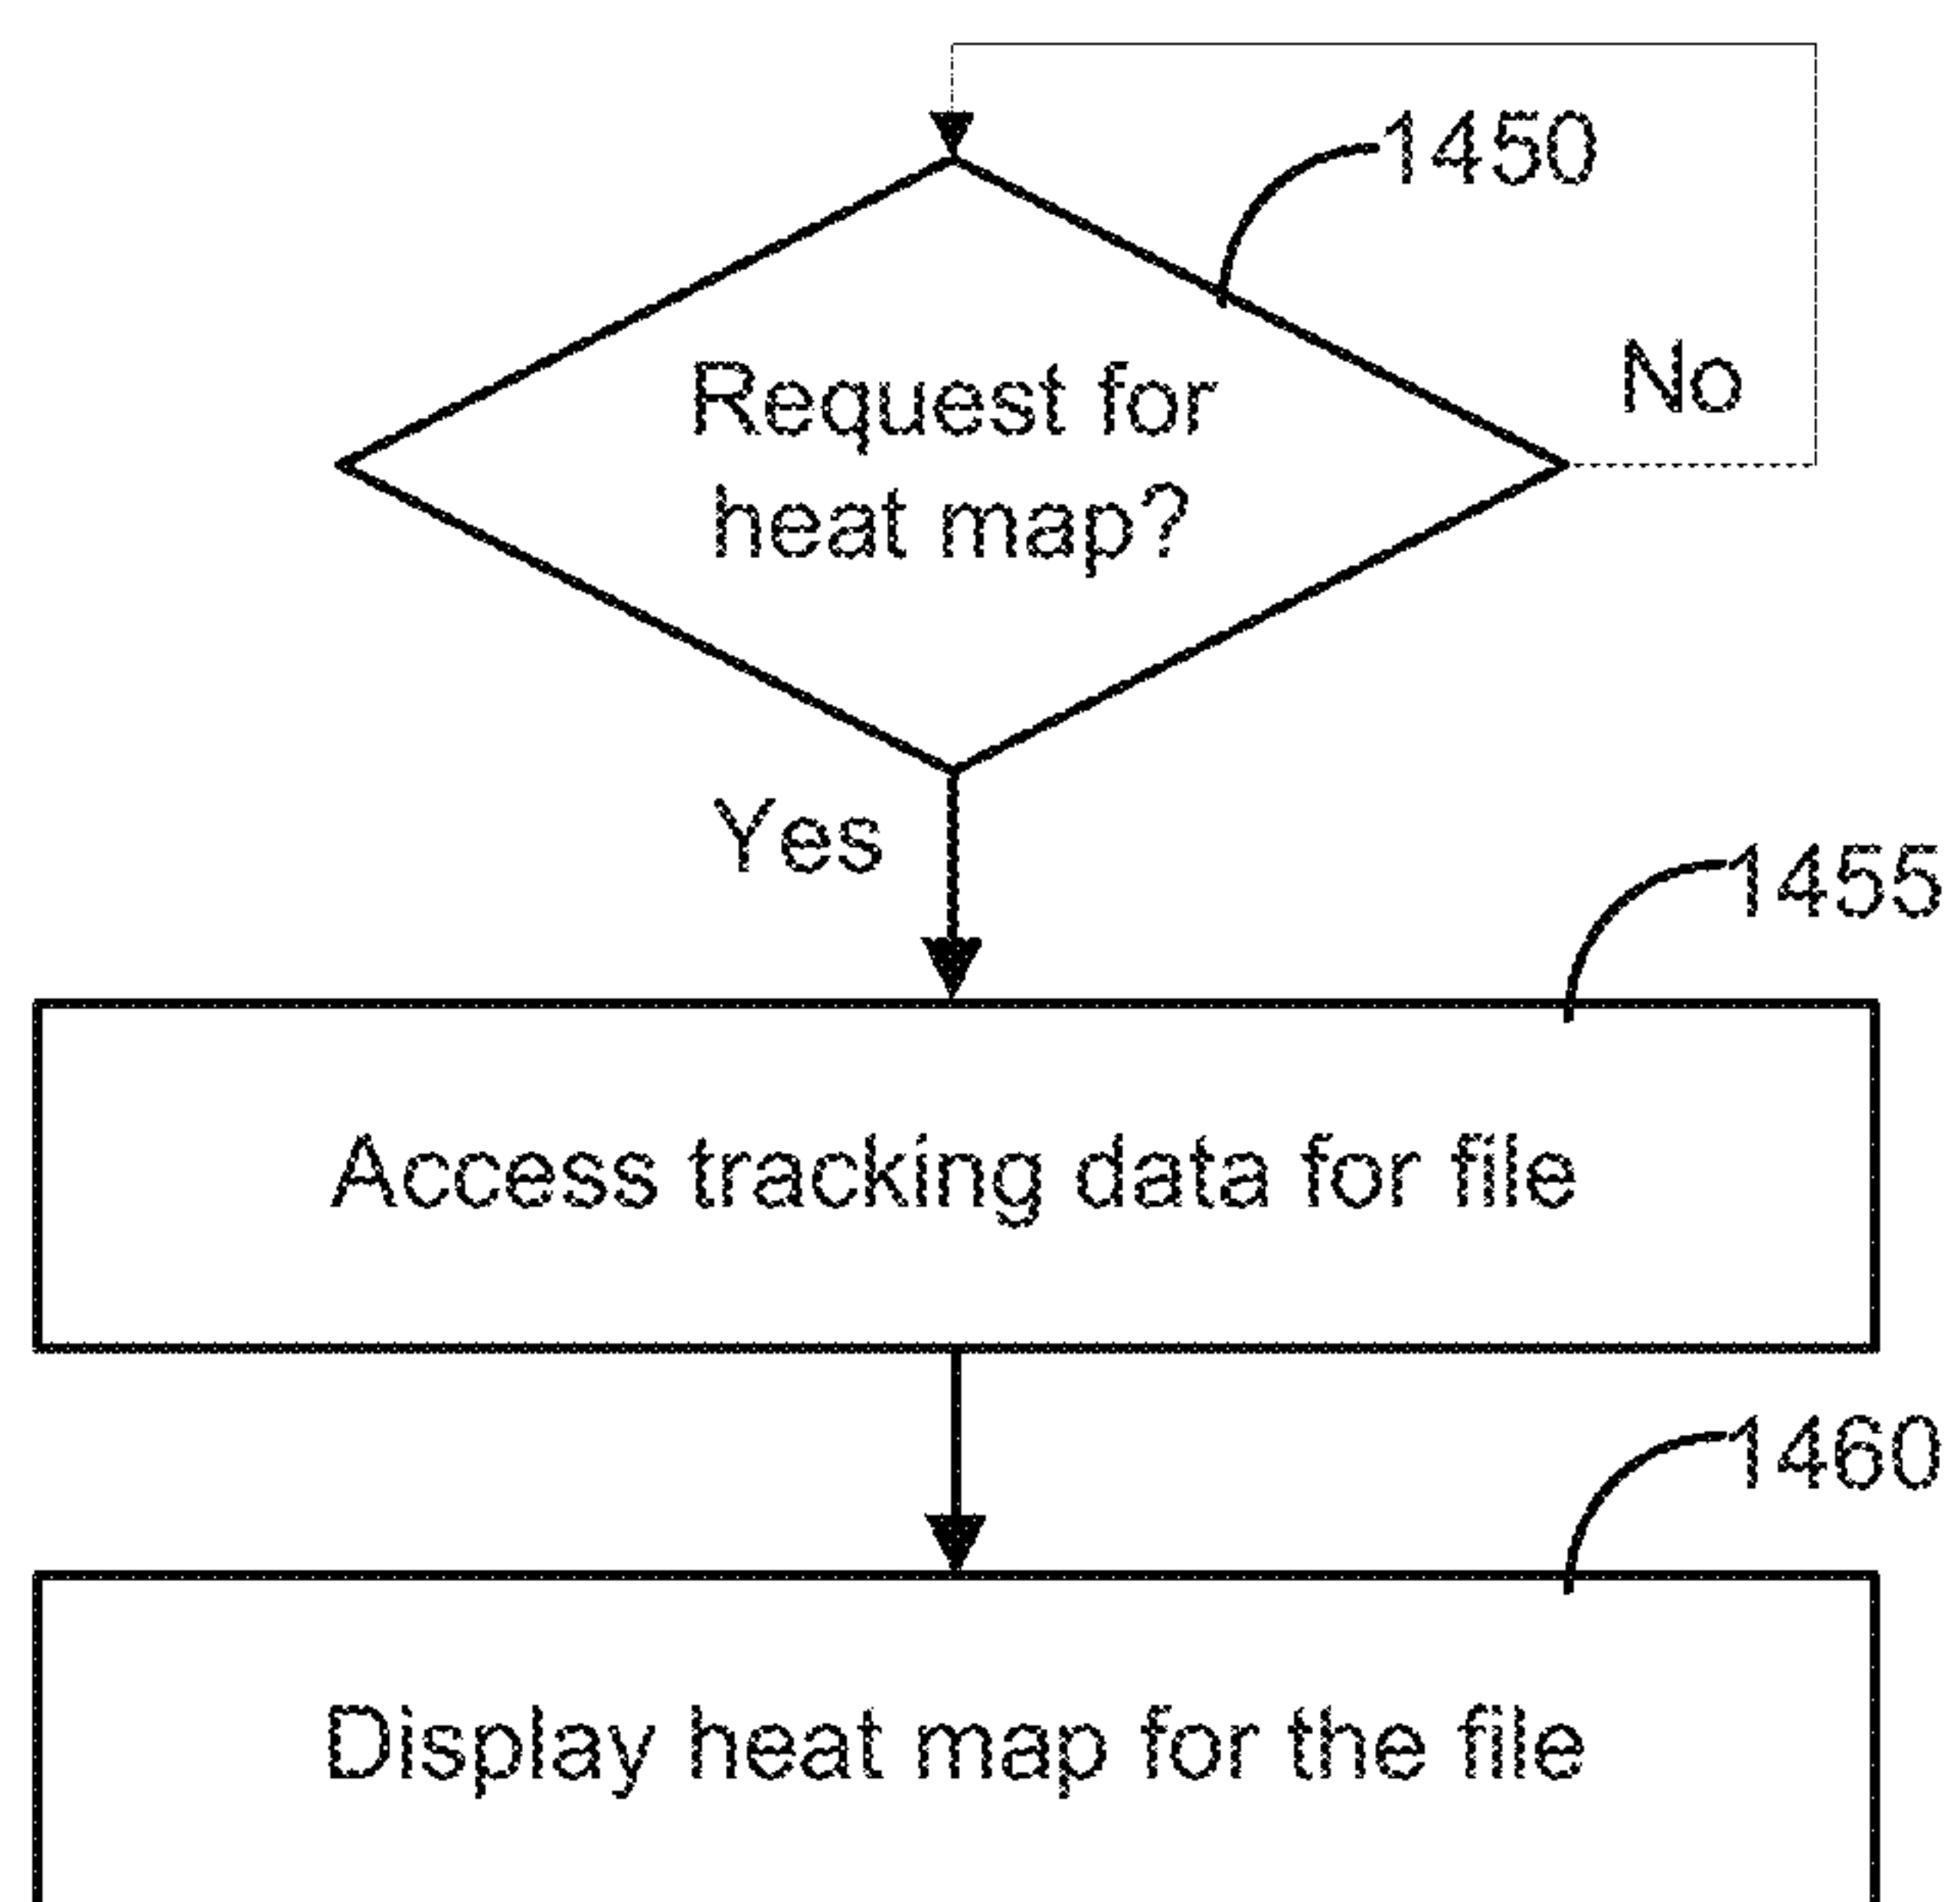 1450
Request for
heat map?
No
Yes
1455
Access tracking data for file
1460
Display heat map for the file